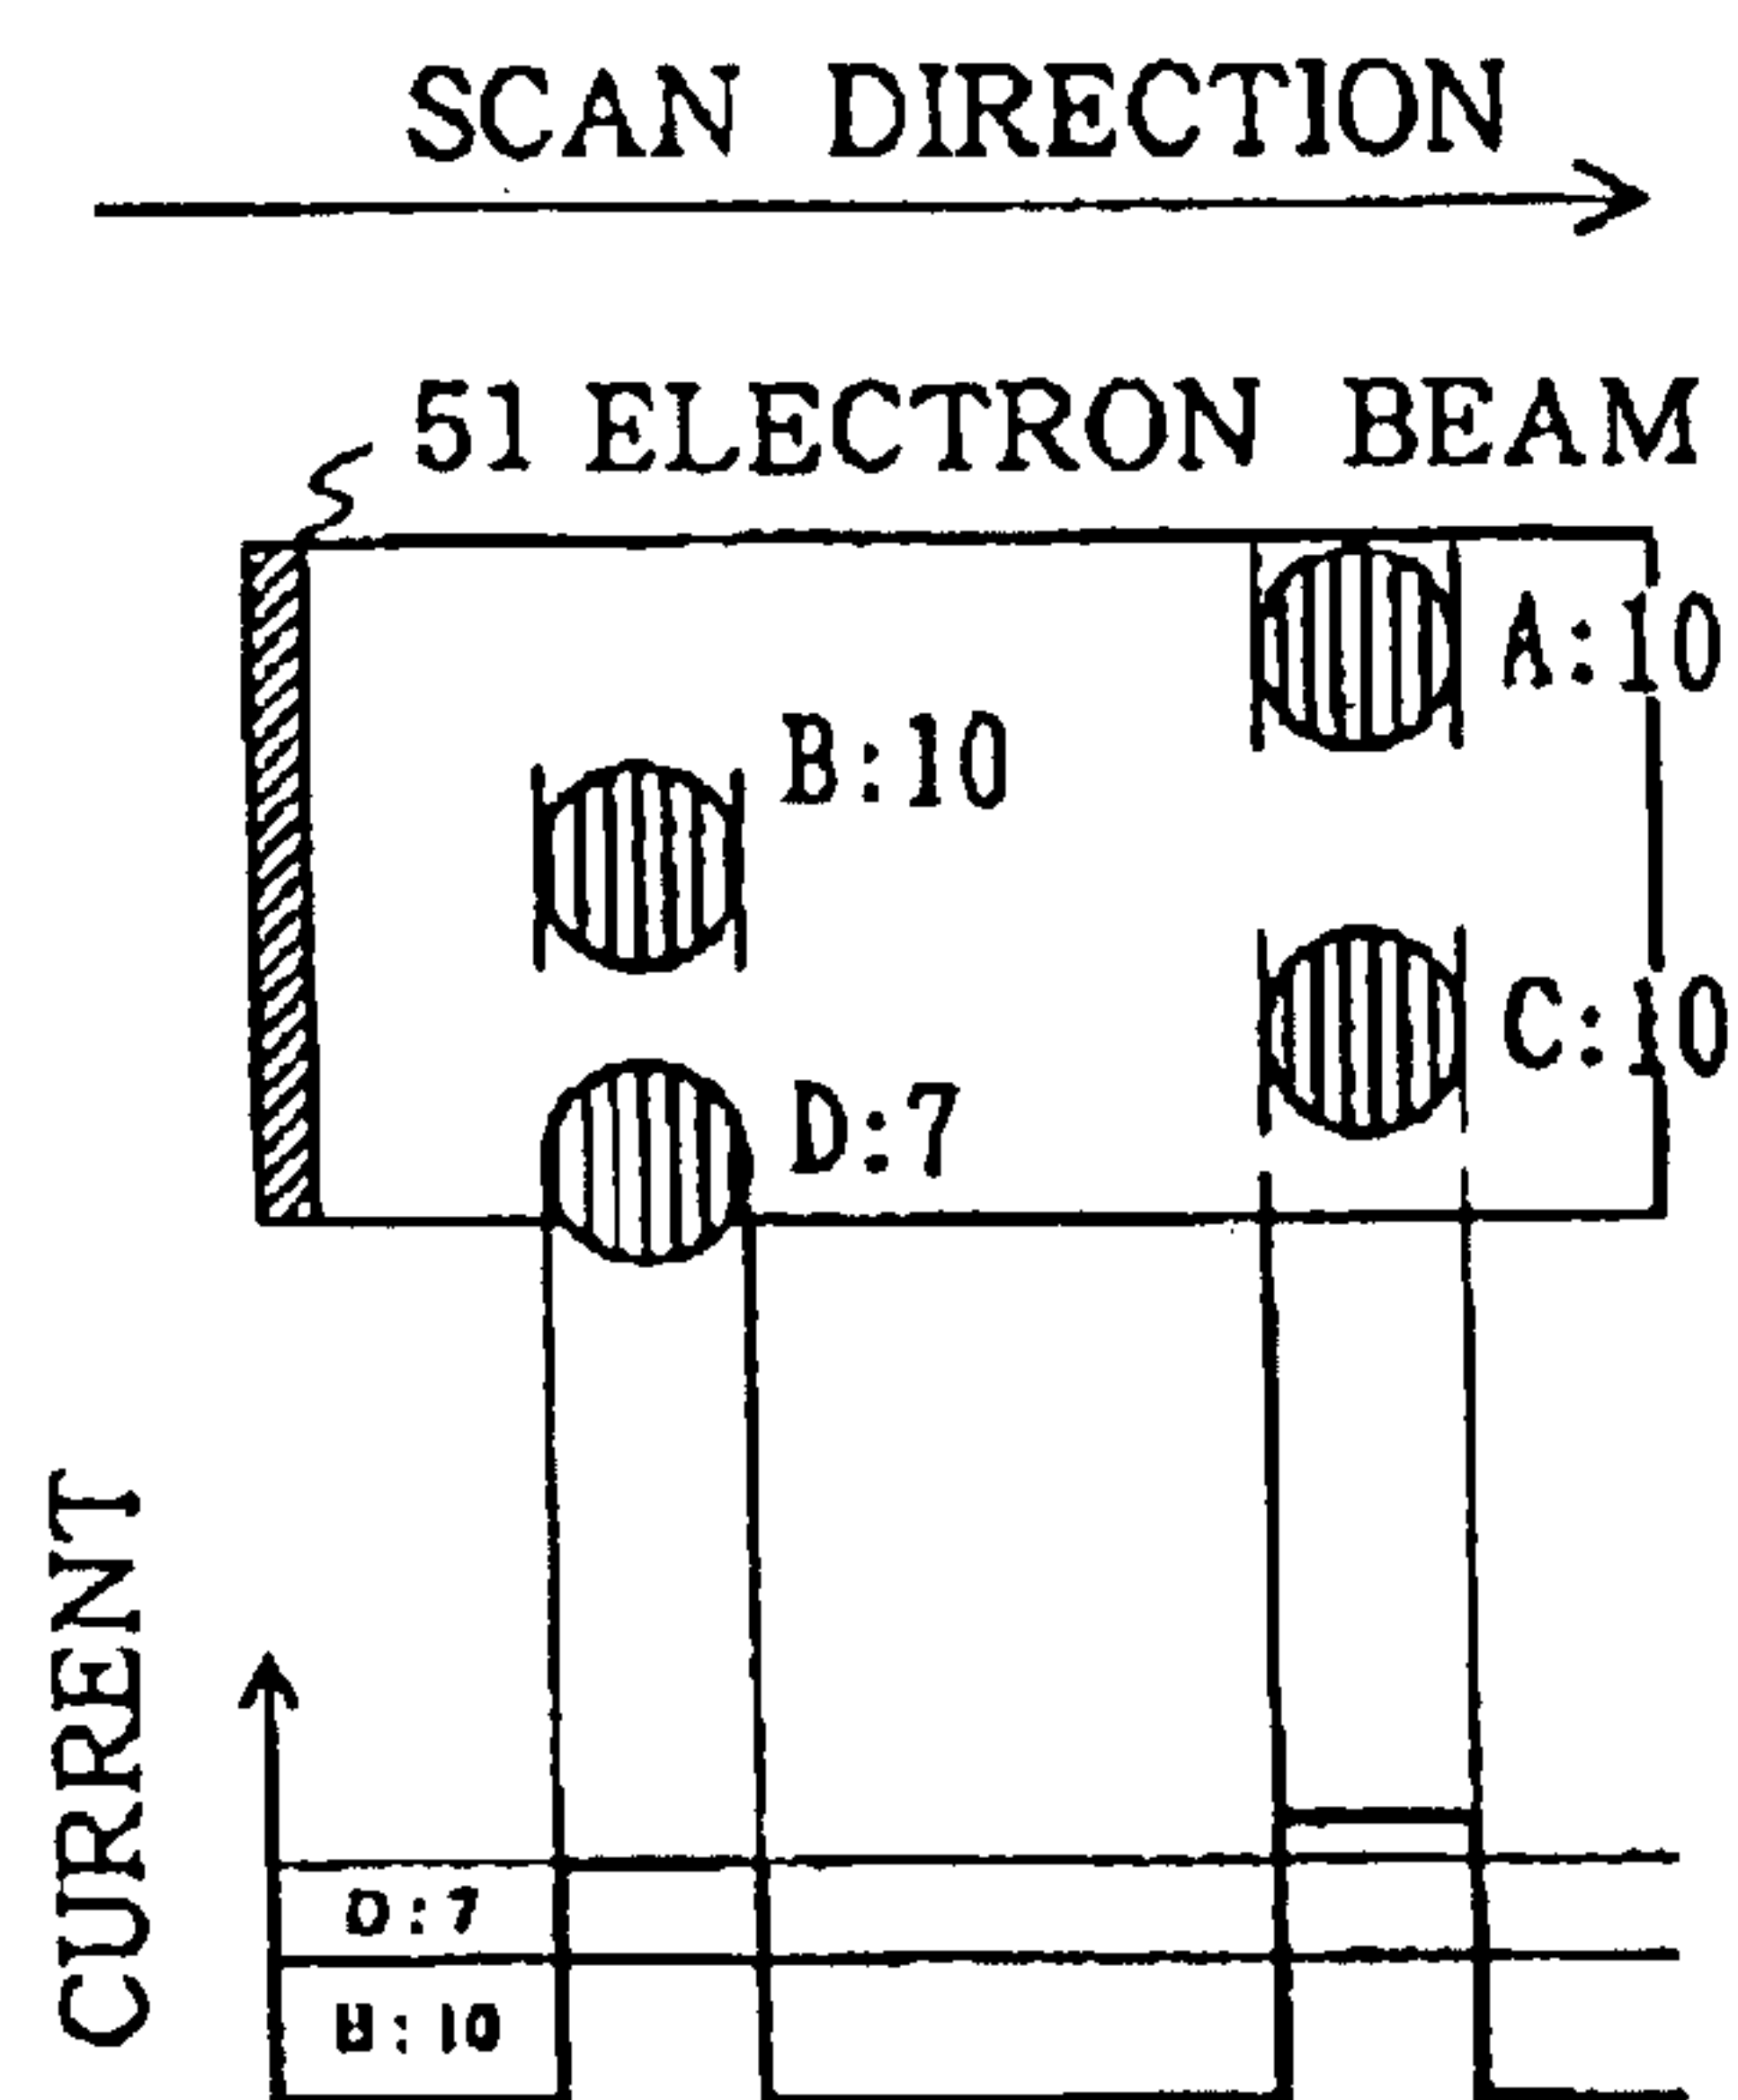 SCAN DIRECTION
51 ELECTRON BEAM
A:10
B:10
C:10
D:7
CURRENT
D:7
B:10